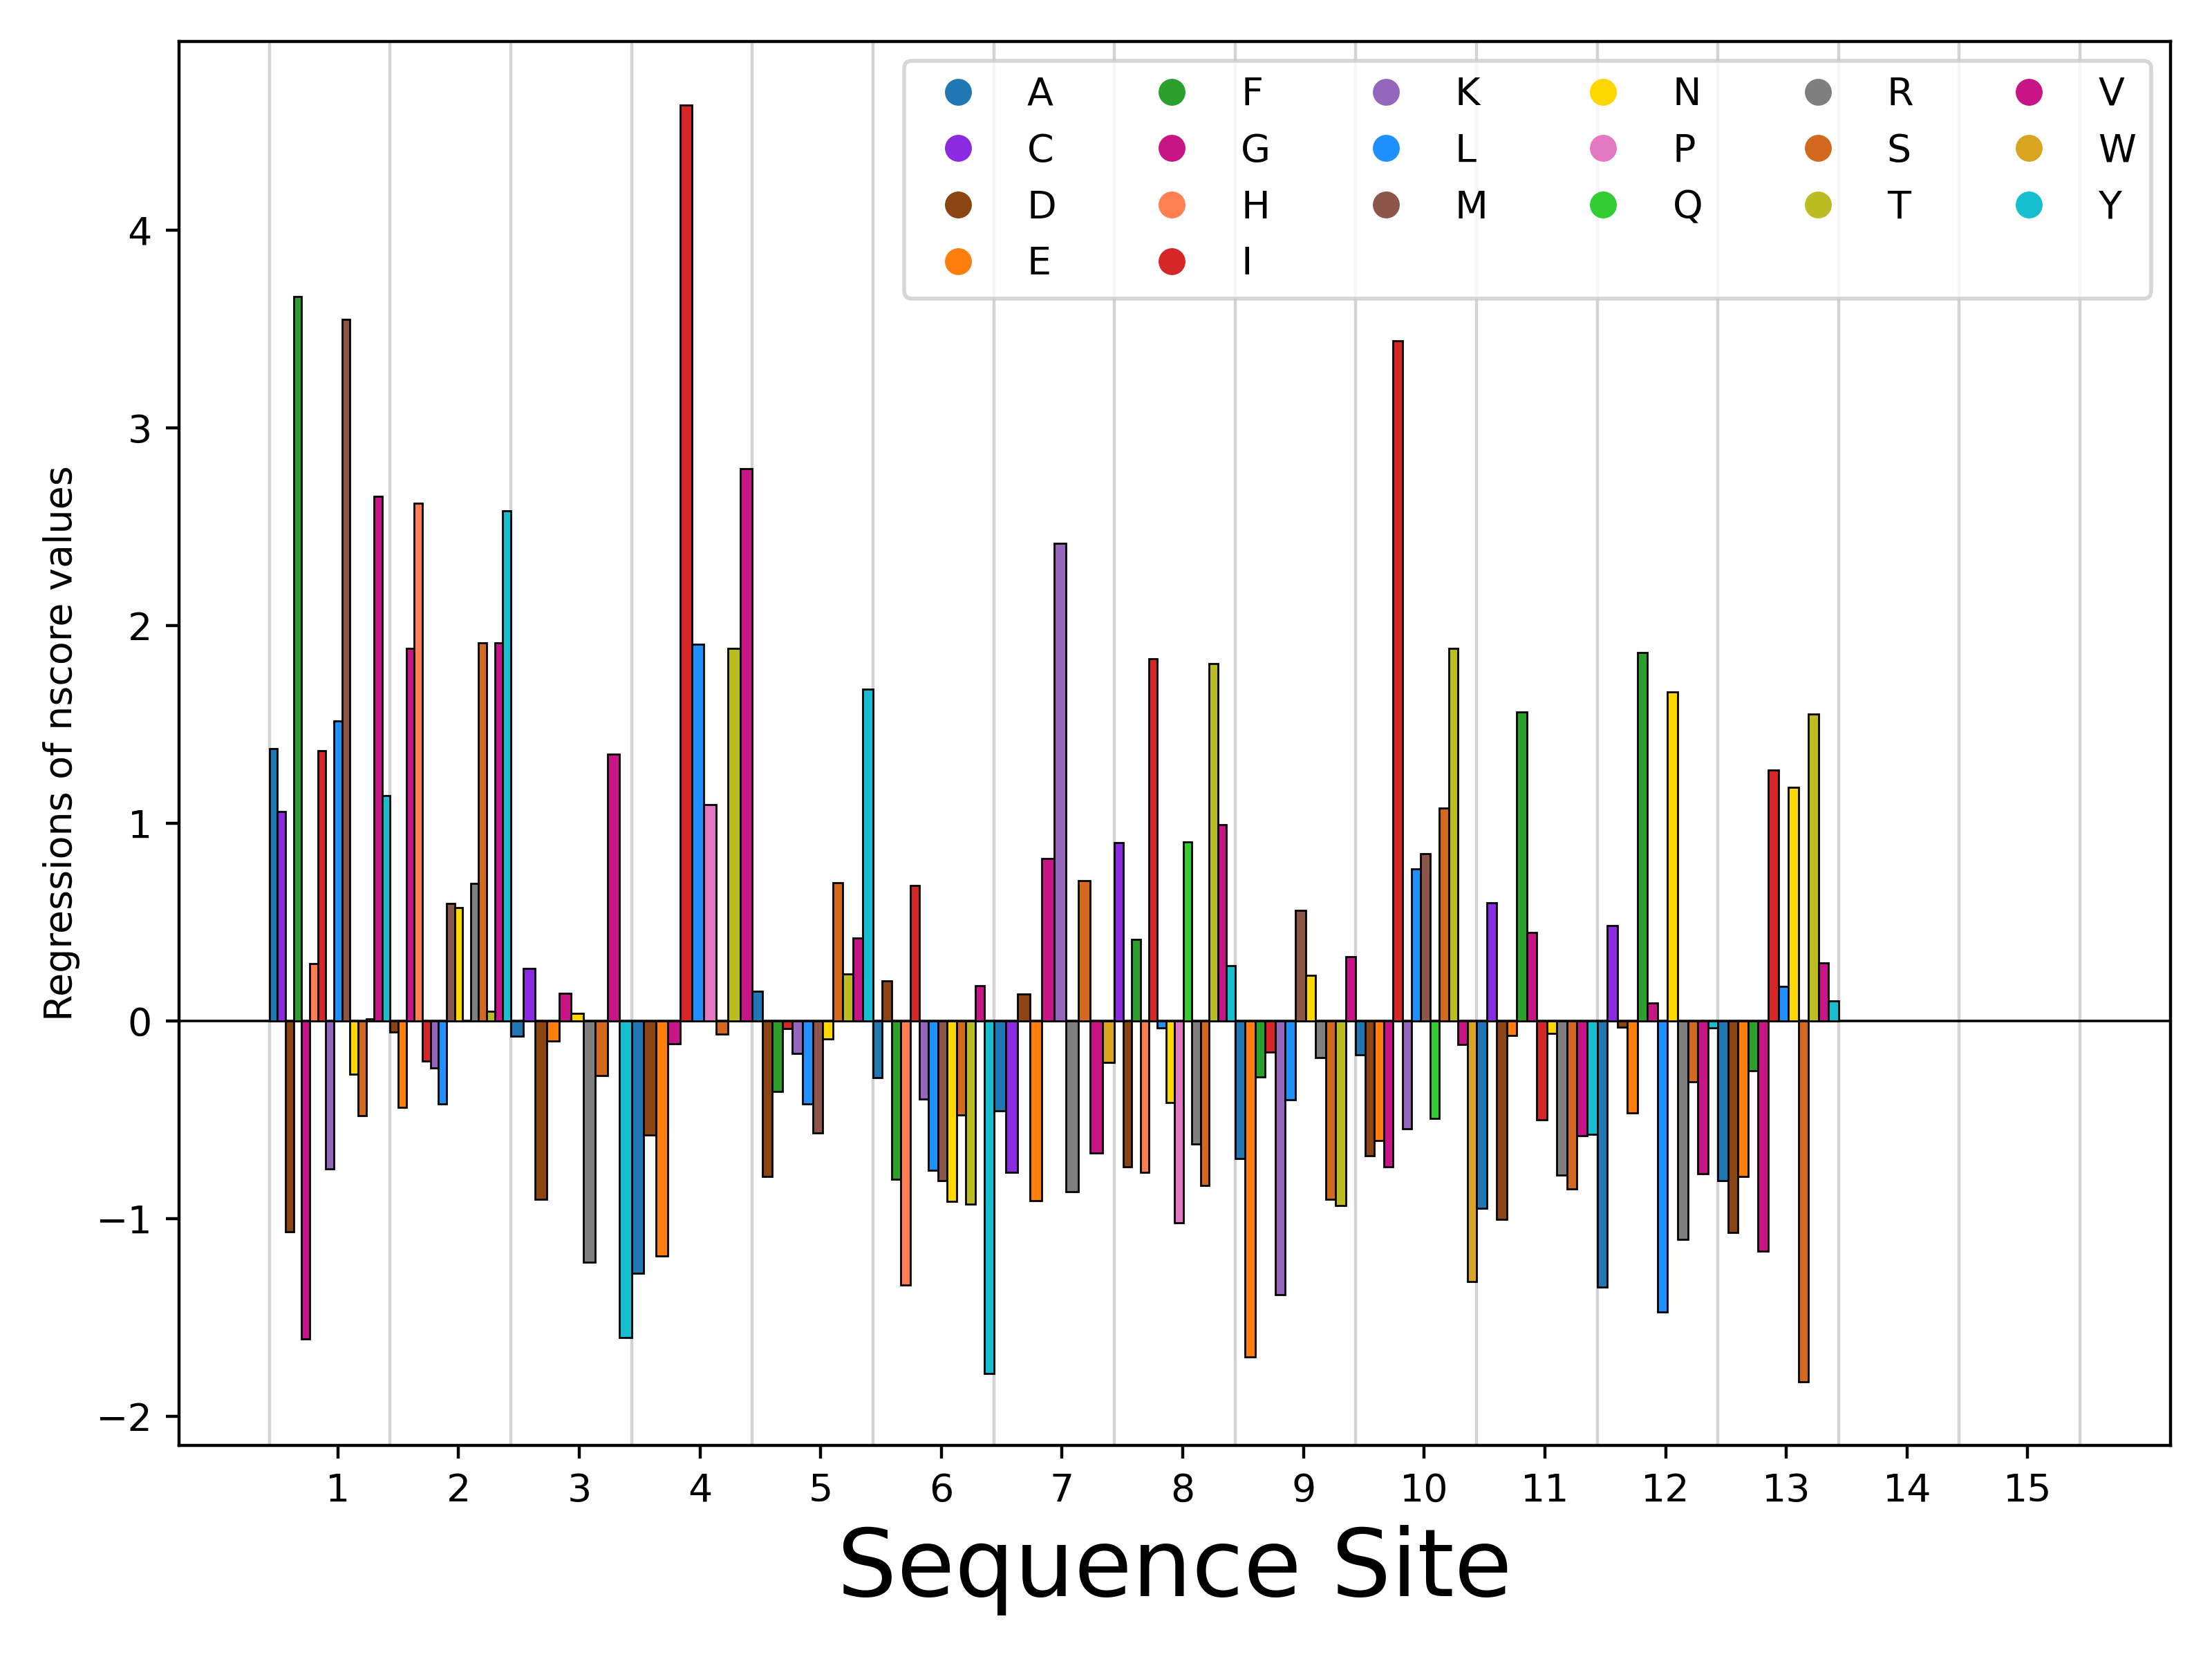 A F K N R V
C G L P S W
D H M Q T Y
E I
4
3
2
1
0
−1
−2
Regressions of nscore values
1 2 3 4 5 6 7 8 9 10 11 12 13 14 15
Sequence Site